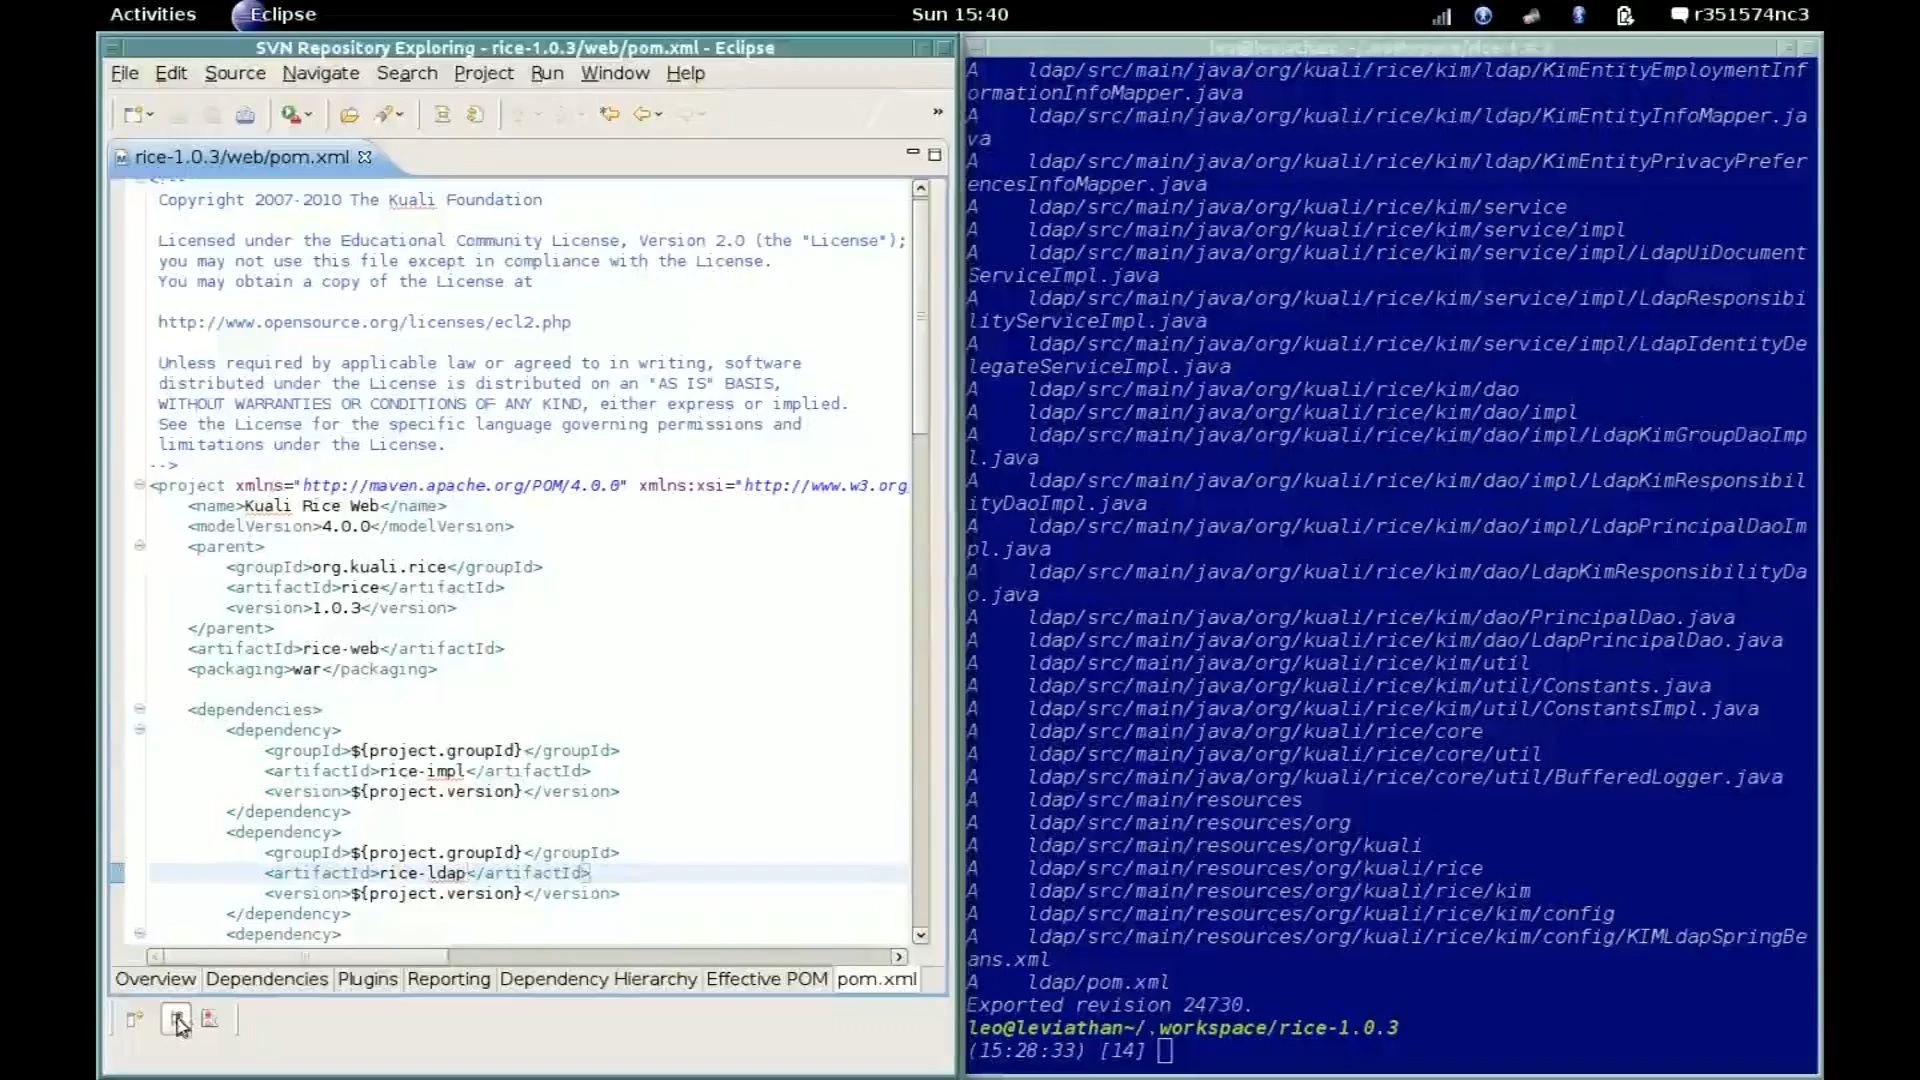 Activities
Eclipse
Sun 15:40
r351574nc3
SVN Repository Exploring - rice-1.0.3/web/pom.xml - Eclipse
File Edit Source Navigate Search Project Run Window Help
»
rice-1.0.3/web/pom.xml
<!--
Copyright 2007-2010 The Kuali Foundation
Licensed under the Educational Community License, Version 2.0 (the "License");
you may not use this file except in compliance with the License.
You may obtain a copy of the License at
http://www.opensource.org/licenses/ecl2.php
Unless required by applicable law or agreed to in writing, software
distributed under the License is distributed on an "AS IS" BASIS,
WITHOUT WARRANTIES OR CONDITIONS OF ANY KIND, either express or implied.
See the License for the specific language governing permissions and
limitations under the License.
-->
<project xmlns="http://maven.apache.org/POM/4.0.0" xmlns:xsi="http://www.w3.org
<name>Kuali Rice Web</name>
<modelVersion>4.0.0</modelVersion>
<parent>
<groupId>org.kuali.rice</groupId>
<artifactId>rice</artifactId>
<version>1.0.3</version>
</parent>
<artifactId>rice-web</artifactId>
<packaging>war</packaging>
<dependencies>
<dependency>
<groupId>${project.groupId}</groupId>
<artifactId>rice-impl</artifactId>
<version>${project.version}</version>
</dependency>
<dependency>
<groupId>${project.groupId}</groupId>
<artifactId>rice-ldap</artifactId>
<version>${project.version}</version>
</dependency>
<dependency>
Overview Dependencies Plugins Reporting Dependency Hierarchy Effective POM pom.xml
A ldap/src/main/java/org/kuali/rice/kim/ldap/KimEntityEmploymentInf
ormationInfoMapper.java
A ldap/src/main/java/org/kuali/rice/kim/ldap/KimEntityInfoMapper.ja
va
A ldap/src/main/java/org/kuali/rice/kim/ldap/KimEntityPrivacyPrefer
encesInfoMapper.java
A ldap/src/main/java/org/kuali/rice/kim/service
A ldap/src/main/java/org/kuali/rice/kim/service/impl
A ldap/src/main/java/org/kuali/rice/kim/service/impl/LdapUiDocument
ServiceImpl.java
A ldap/src/main/java/org/kuali/rice/kim/service/impl/LdapResponsibi
lityServiceImpl.java
A ldap/src/main/java/org/kuali/rice/kim/service/impl/LdapIdentityDe
legateServiceImpl.java
A ldap/src/main/java/org/kuali/rice/kim/dao
A ldap/src/main/java/org/kuali/rice/kim/dao/impl
A ldap/src/main/java/org/kuali/rice/kim/dao/impl/LdapKimGroupDaoImp
l.java
A ldap/src/main/java/org/kuali/rice/kim/dao/impl/LdapKimResponsibil
ityDaoImpl.java
A ldap/src/main/java/org/kuali/rice/kim/dao/impl/LdapPrincipalDaoIm
pl.java
A ldap/src/main/java/org/kuali/rice/kim/dao/LdapKimResponsibilityDa
o.java
A ldap/src/main/java/org/kuali/rice/kim/dao/PrincipalDao.java
A ldap/src/main/java/org/kuali/rice/kim/dao/LdapPrincipalDao.java
A ldap/src/main/java/org/kuali/rice/kim/util
A ldap/src/main/java/org/kuali/rice/kim/util/Constants.java
A ldap/src/main/java/org/kuali/rice/kim/util/ConstantsImpl.java
A ldap/src/main/java/org/kuali/rice/core
A ldap/src/main/java/org/kuali/rice/core/util
A ldap/src/main/java/org/kuali/rice/core/util/BufferedLogger.java
A ldap/src/main/resources
A ldap/src/main/resources/org
A ldap/src/main/resources/org/kuali
A ldap/src/main/resources/org/kuali/rice
A ldap/src/main/resources/org/kuali/rice/kim
A ldap/src/main/resources/org/kuali/rice/kim/config
A ldap/src/main/resources/org/kuali/rice/kim/config/KIMLdapSpringBe
ans.xml
A ldap/pom.xml
Exported revision 24730.
leo@leviathan~/.workspace/rice-1.0.3
(15:28:33) [14]